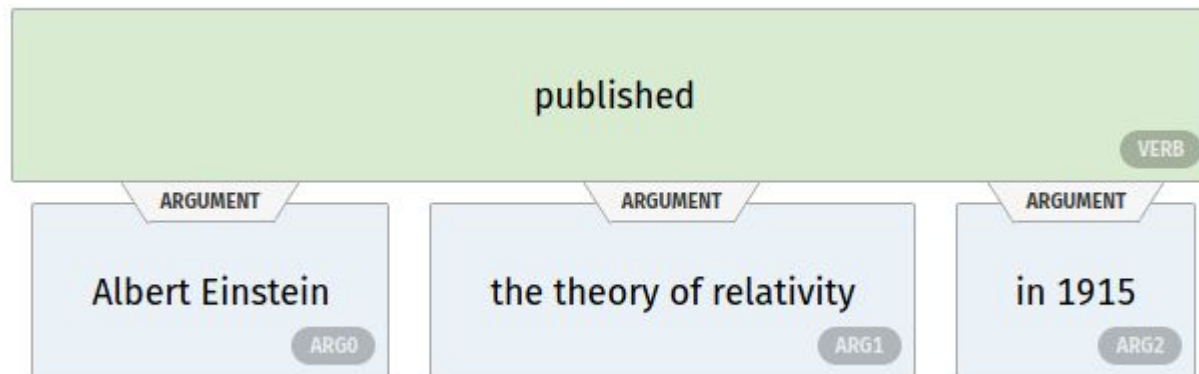 published
VERB
ARGUMENT ARGUMENT ARGUMENT
Albert Einstein the theory of relativity in 1915
ARG0 ARG1 ARG2